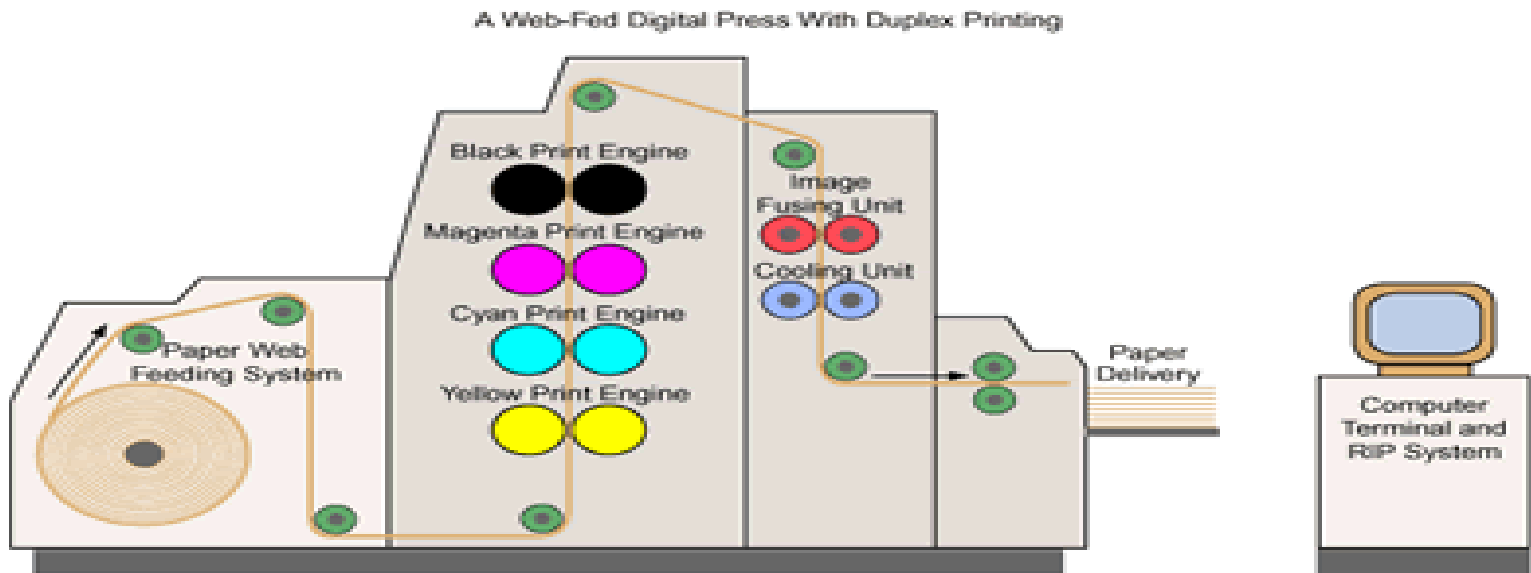 A Web-Fed Digital Press With Duplex Printing
Black Print Engine
Magenta Print Engine
Cyan Print Engine
Yellow Print Engine
Paper Web
Feeding System
Image
Fusing Unit
Cooling Unit
Paper
Delivery
Computer
Terminal and
RIP System